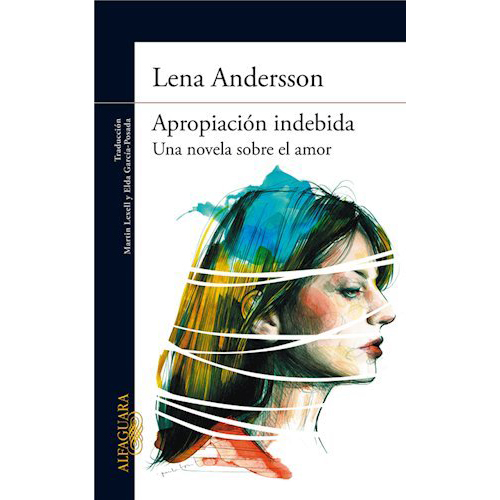 Lena Andersson
Apropiación indebida
Una novela sobre el amor
Traducción
Martin Lexell y Elda García-Posada
ALFAGUARA